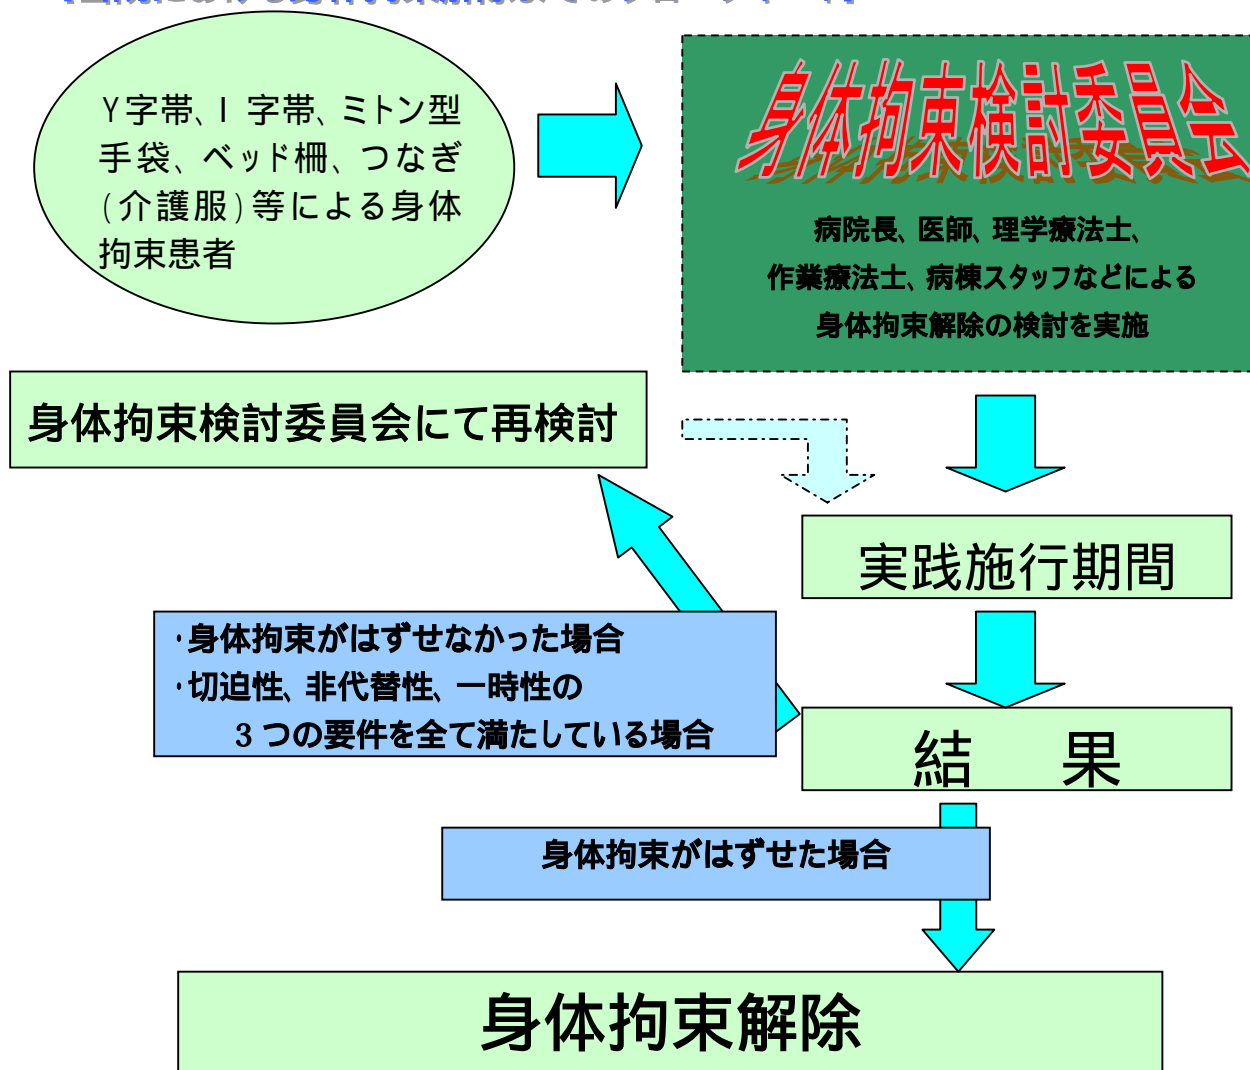 Y字帯、I 字帯、ミトン型
手袋、ベッド柵、つなぎ
(介護服)等による身体
拘束患者
身体拘束検討委員会
病院長、医師、理学療法士、
作業療法士、病棟スタッフなどによる
身体拘束解除の検討を実施
身体拘束検討委員会にて再検討
実践施行期間
・身体拘束がはずせなかった場合
・切迫性、非代替性、一時性の
3つの要件を全て満たしている場合
結 果
身体拘束がはずせた場合
身体拘束解除